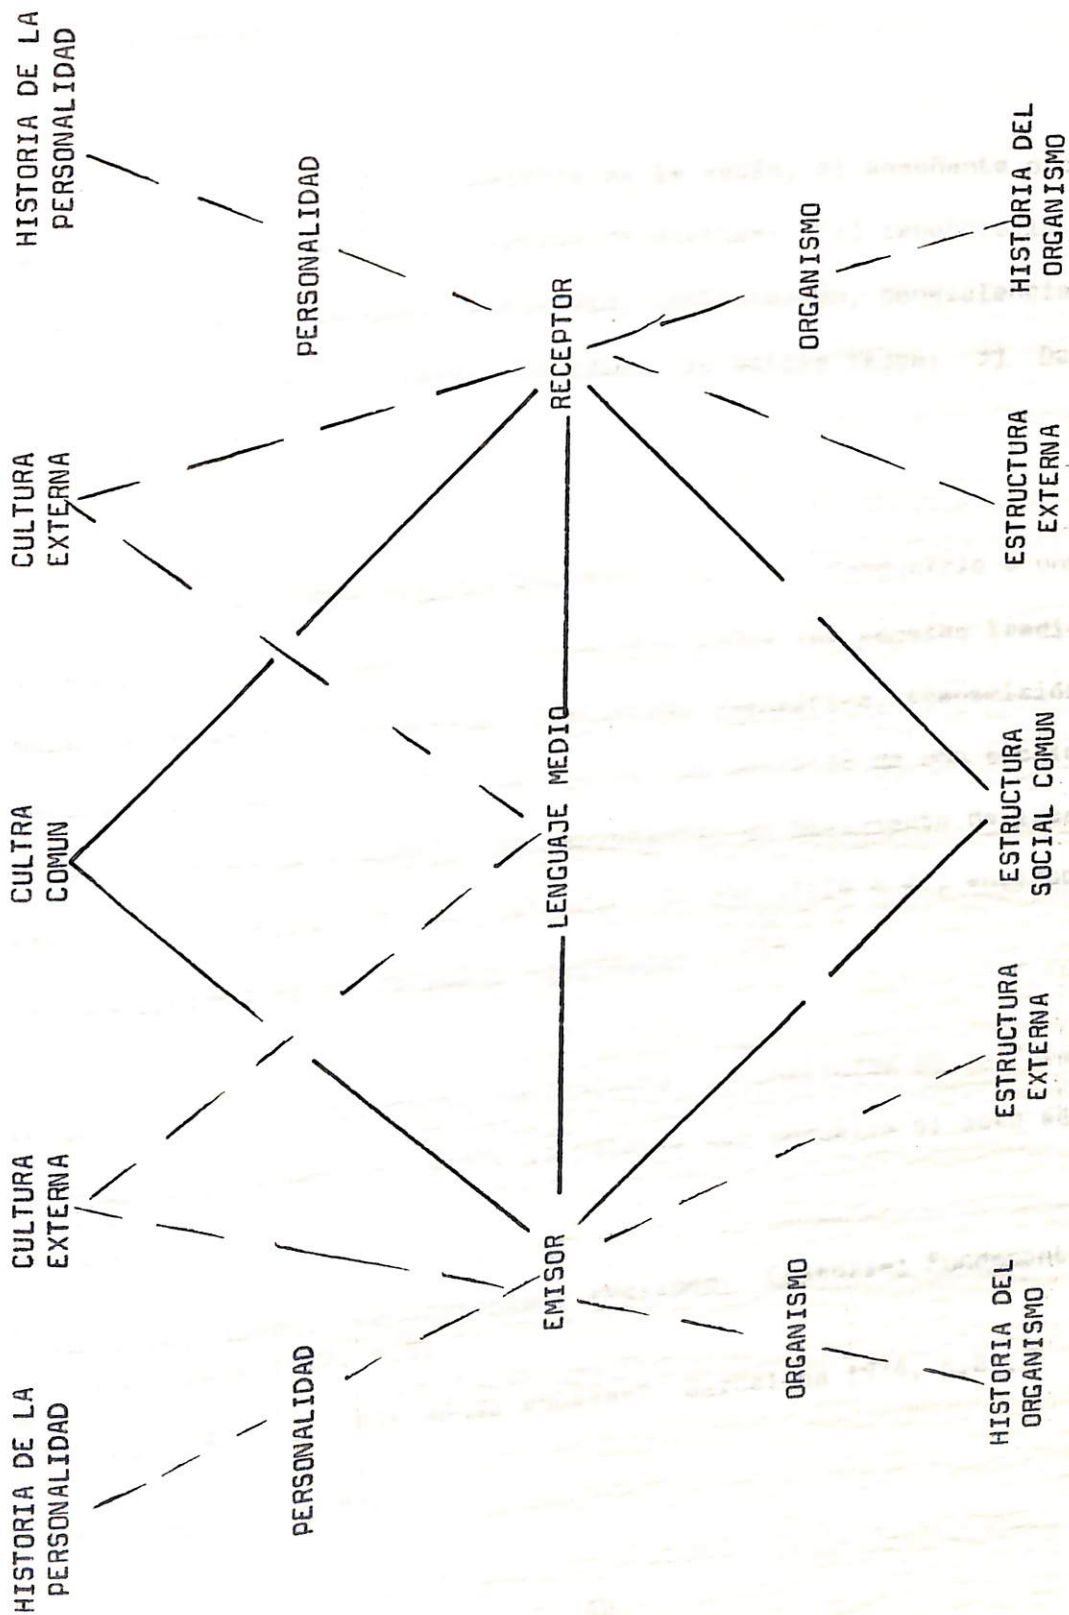 HISTORIA DE LA
PERSONALIDAD
CULTURA
EXTERNA
CULTRA
COMUN
CULTURA
EXTERNA
HISTORIA DE LA
PERSONALIDAD
PERSONALIDAD
PERSONALIDAD
EMISOR
LENGUAJE MEDIO
RECEPTOR
ORGANISMO
ORGANISMO
HISTORIA DEL
ORGANISMO
ESTRUCTURA
EXTERNA
ESTRUCTURA
SOCIAL COMUN
ESTRUCTURA
EXTERNA
HISTORIA DEL
ORGANISMO